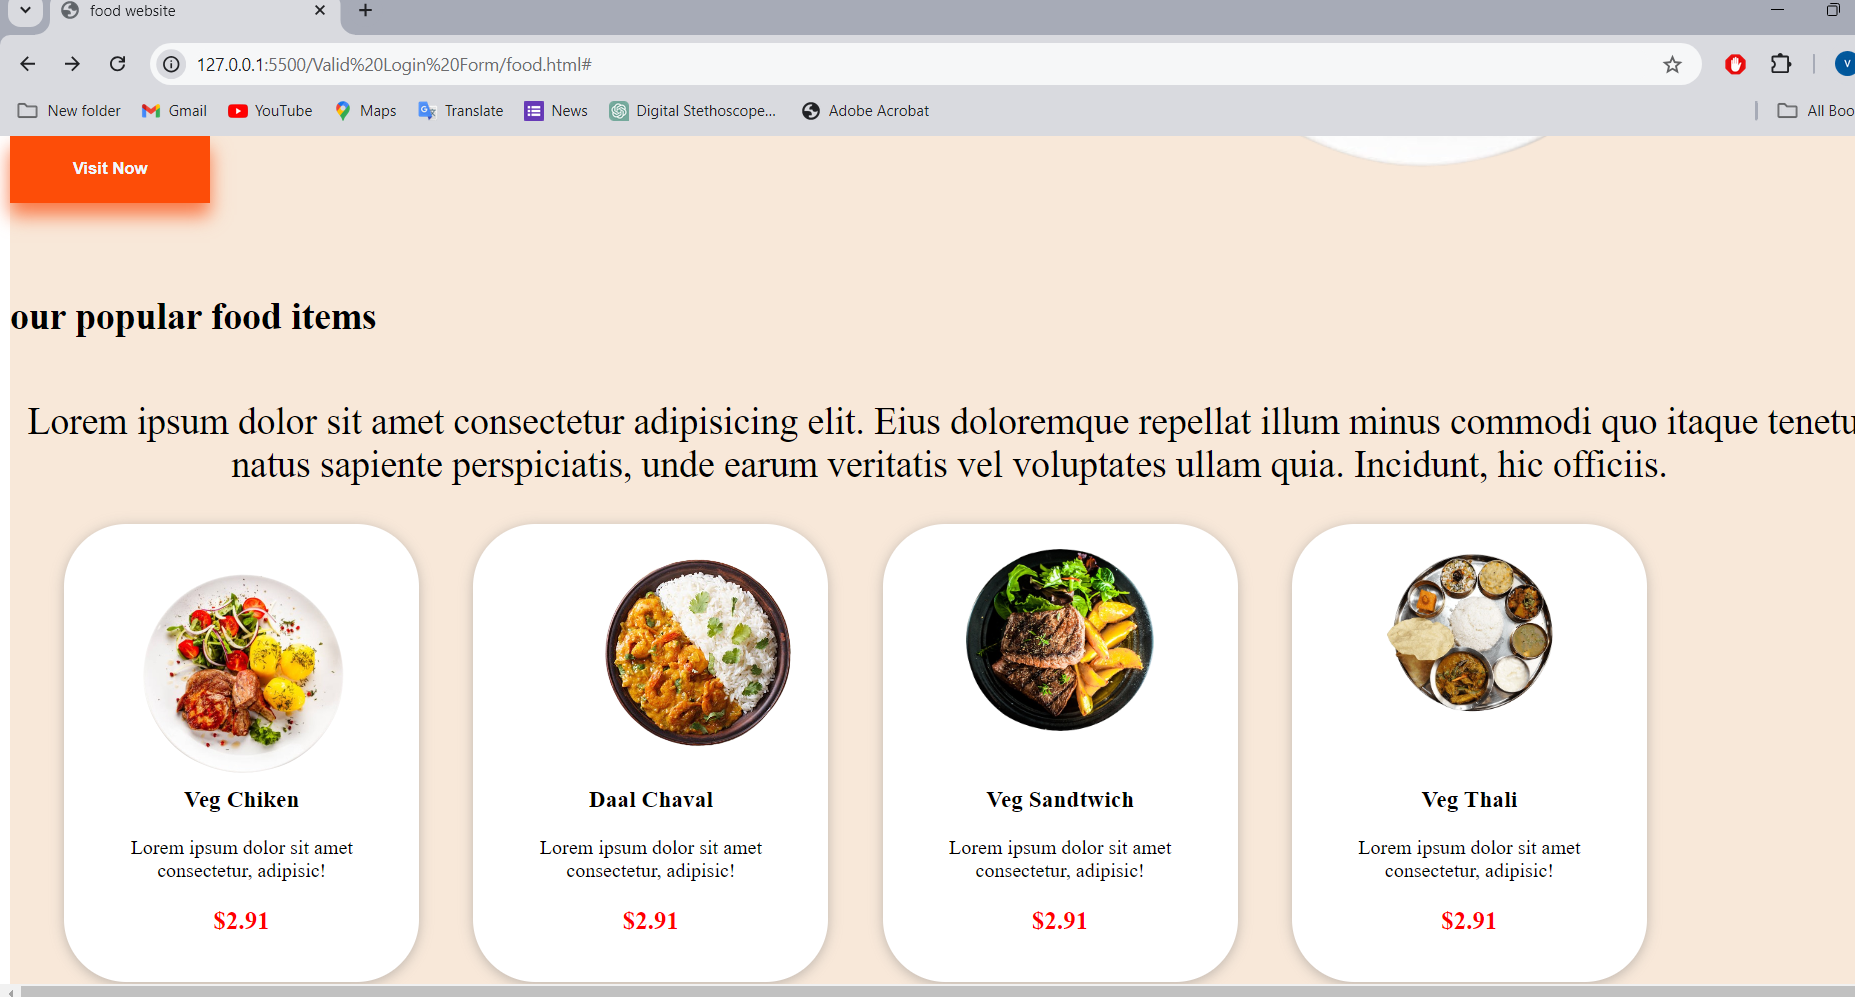 food website
127.0.0.1:5500/Valid%20Login%20Form/food.html#
V
New folder Gmail YouTube Maps Translate News Digital Stethoscope... Adobe Acrobat All Boo
Visit Now
our popular food items
Lorem ipsum dolor sit amet consectetur adipisicing elit. Eius doloremque repellat illum minus commodi quo itaque tenetu
natus sapiente perspiciatis, unde earum veritatis vel voluptates ullam quia. Incidunt, hic officiis.
Veg Chiken
Lorem ipsum dolor sit amet
consectetur, adipisic!
$2.91
Daal Chaval
Lorem ipsum dolor sit amet
consectetur, adipisic!
$2.91
Veg Sandtwich
Lorem ipsum dolor sit amet
consectetur, adipisic!
$2.91
Veg Thali
Lorem ipsum dolor sit amet
consectetur, adipisic!
$2.91